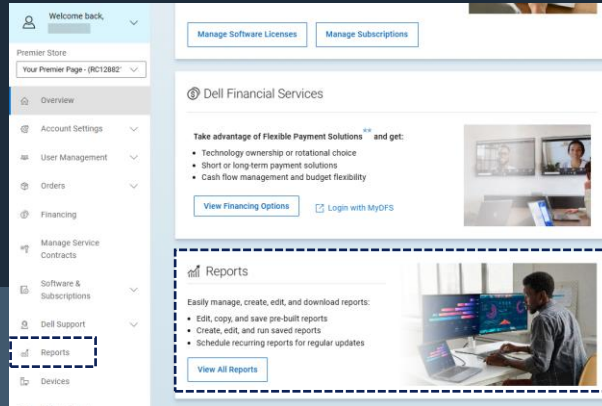 Welcome back,
Premier Store
Your Premier Page - (RC12882
Overview
Account Settings
User Management
Orders
Financing
Manage Service
Contracts
Software &
Subscriptions
Dell Support
Reports
Devices
Manage Software Licenses
Manage Subscriptions
Dell Financial Services
Take advantage of Flexible Payment Solutions** and get:
• Technology ownership or rotational choice
• Short or long-term payment solutions
• Cash flow management and budget flexibility
View Financing Options
Login with MyDFS
Reports
Easily manage, create, edit, and download reports:
• Edit, copy, and save pre-built reports
• Create, edit, and run saved reports
• Schedule recurring reports for regular updates
View All Reports